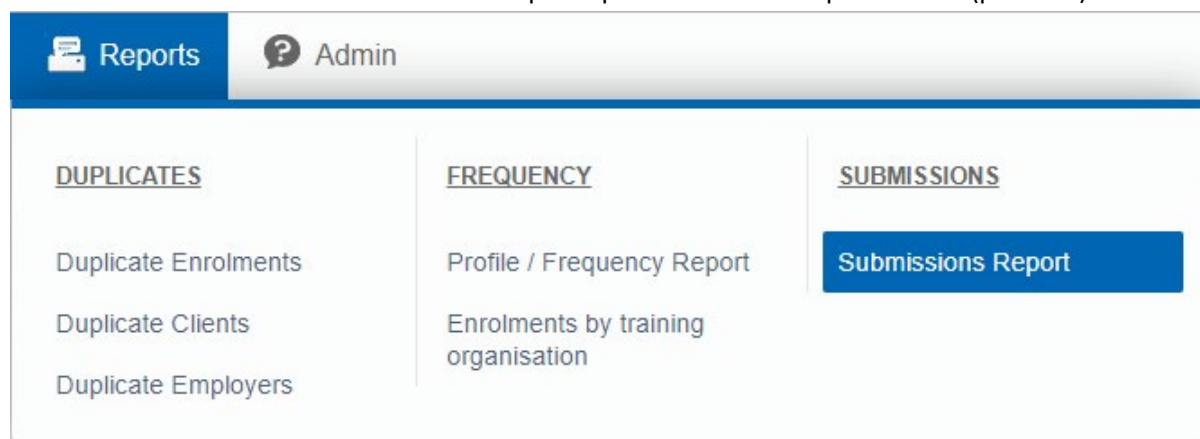 Reports
Admin
DUPLICATES
Duplicate Enrolments
Duplicate Clients
Duplicate Employers
FREQUENCY
Profile / Frequency Report
Enrolments by training
organisation
SUBMISSIONS
Submissions Report